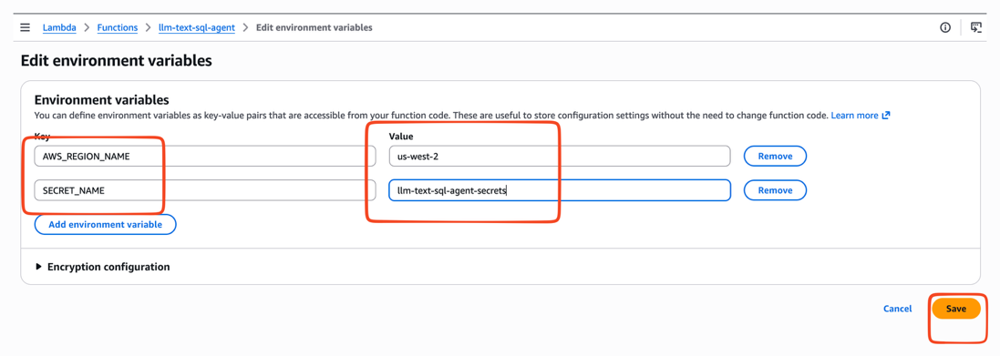 Lambda > Functions > llm-text-sql-agent > Edit environment variables
Edit environment variables
Environment variables
You can define environment variables as key-value pairs that are accessible from your function code. These are useful to store configuration settings without the need to change function code. Learn more
Key Value
AWS_REGION_NAME us-west-2 Remove
SECRET_NAME llm-text-sql-agent-secrets Remove
Add environment variable
Encryption configuration
Cancel Save